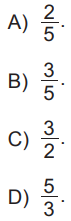 A) 2/5.
B) 3/5.
C) 3/2.
D) 5/3.